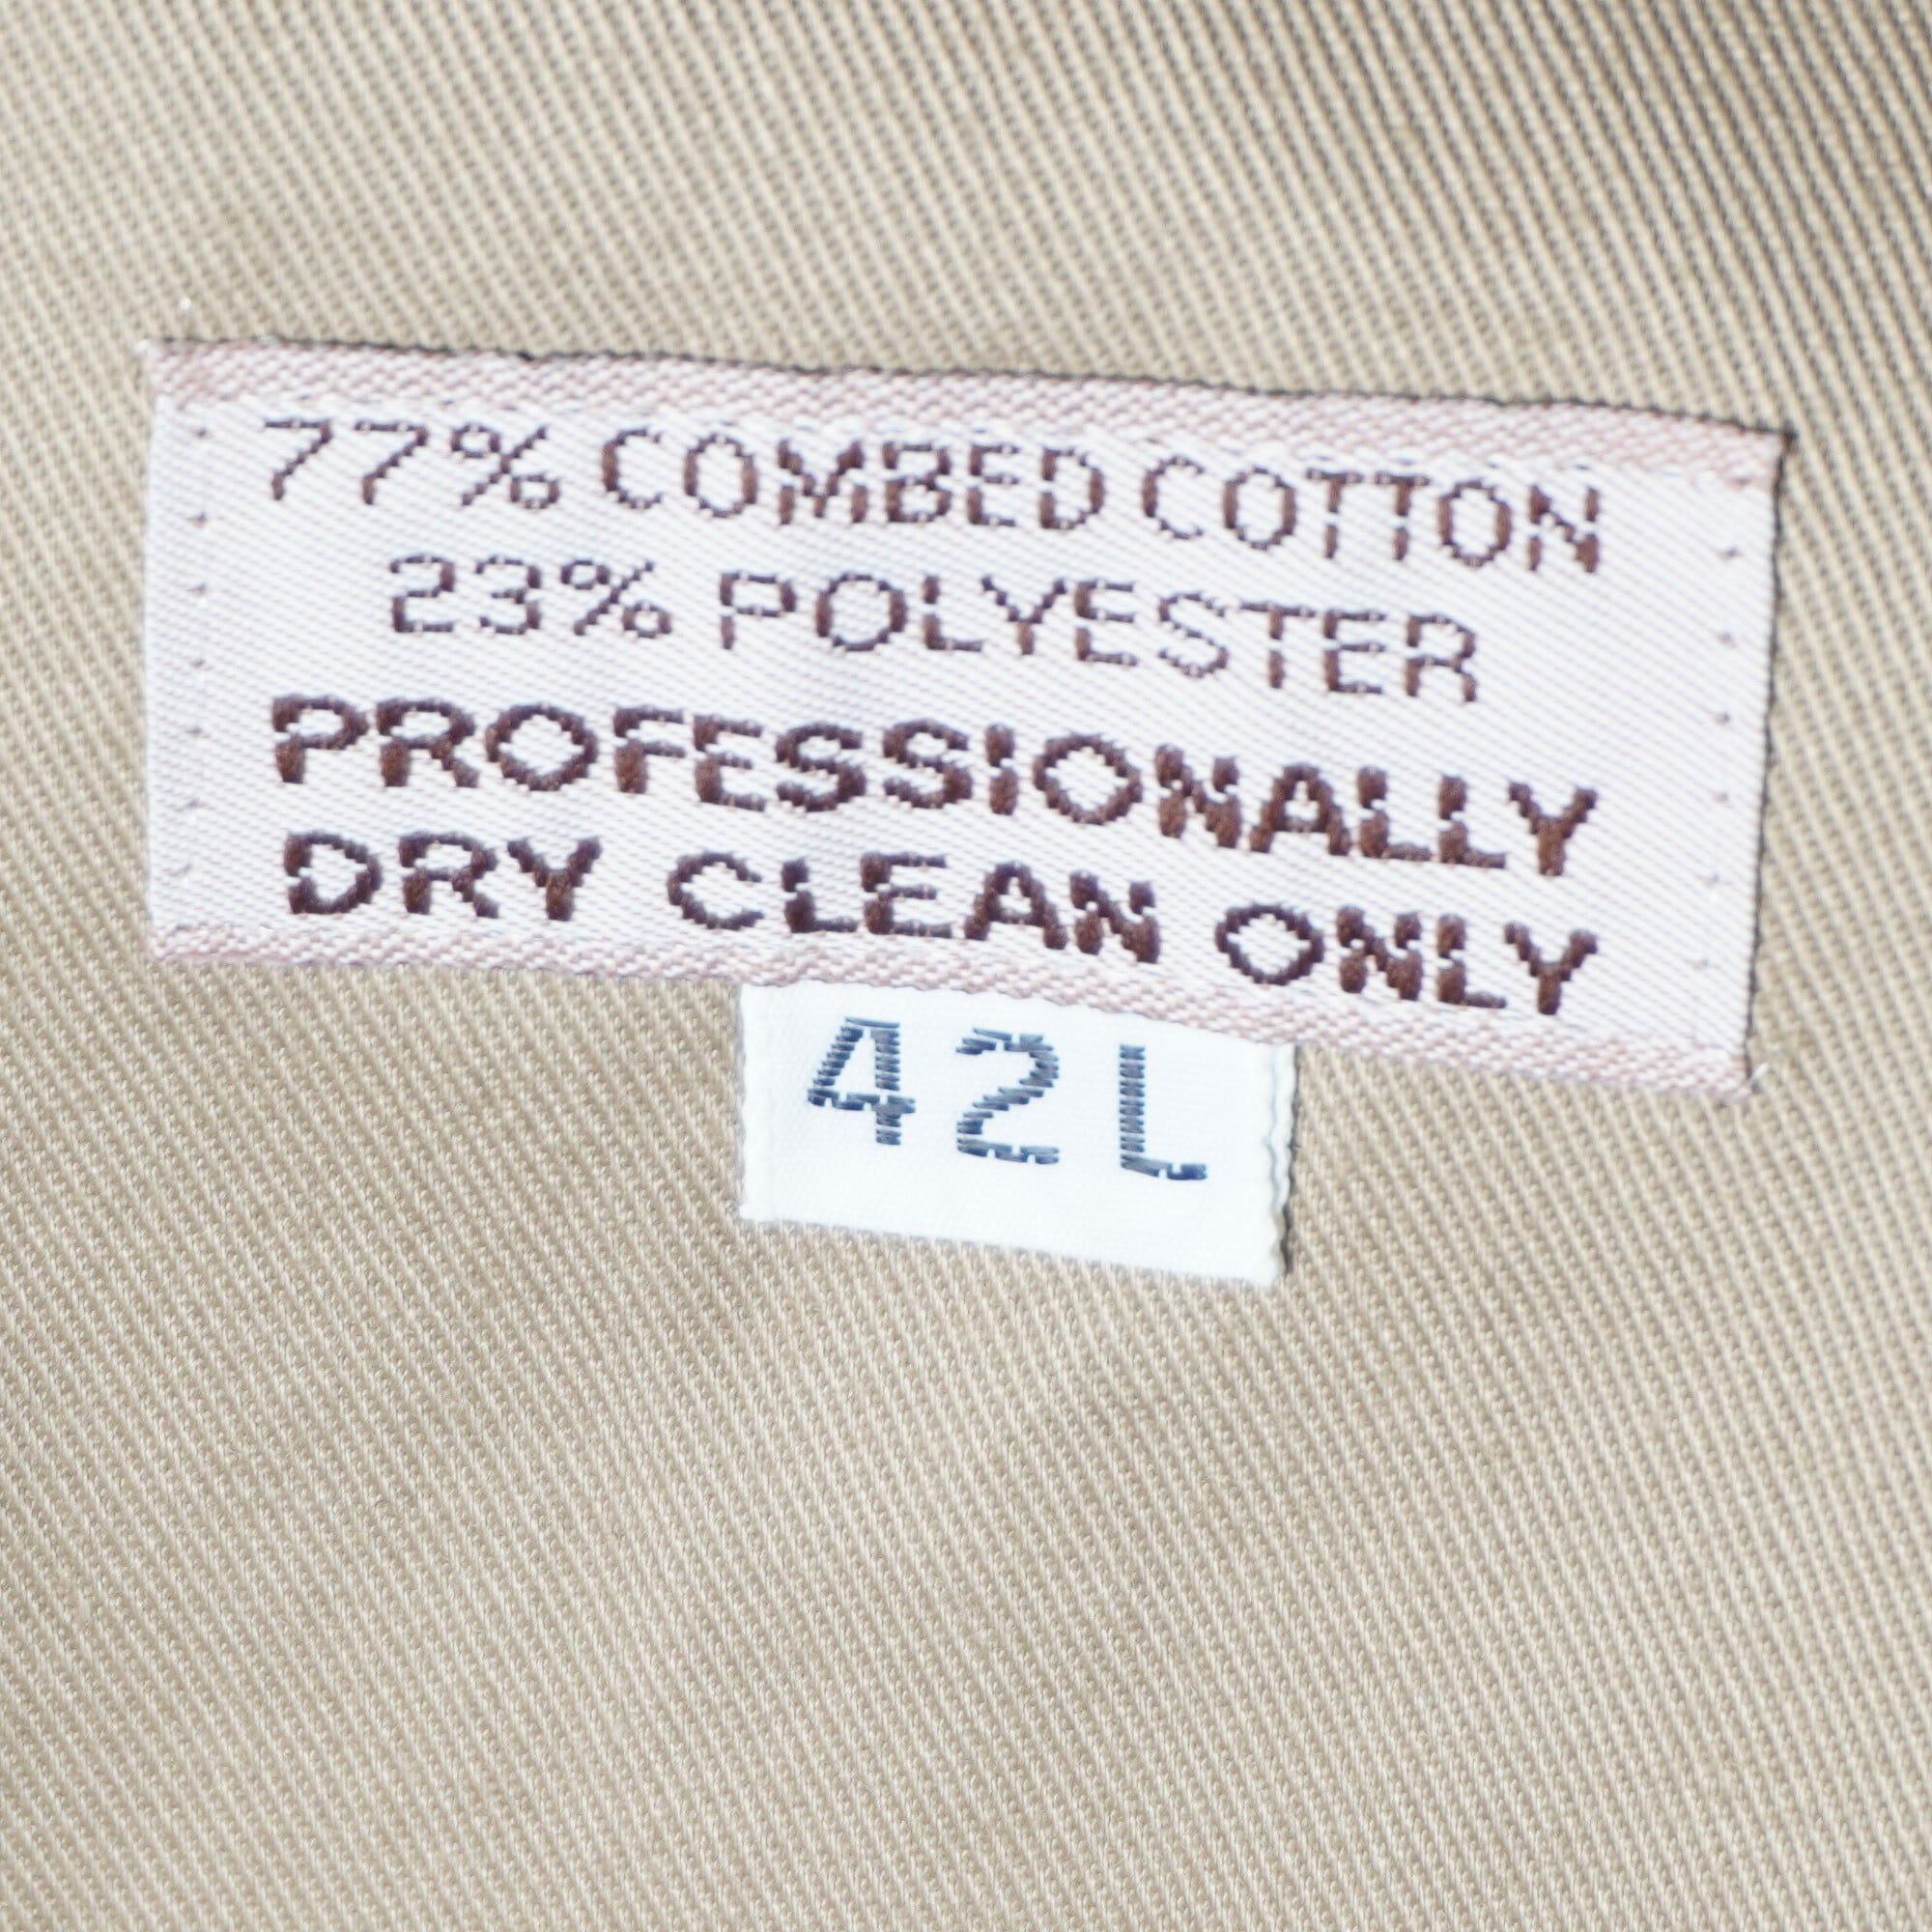 77% COMBED COTTON
23% POLYESTER
PROFESSIONALLY
DRY CLEAN ONLY
42L